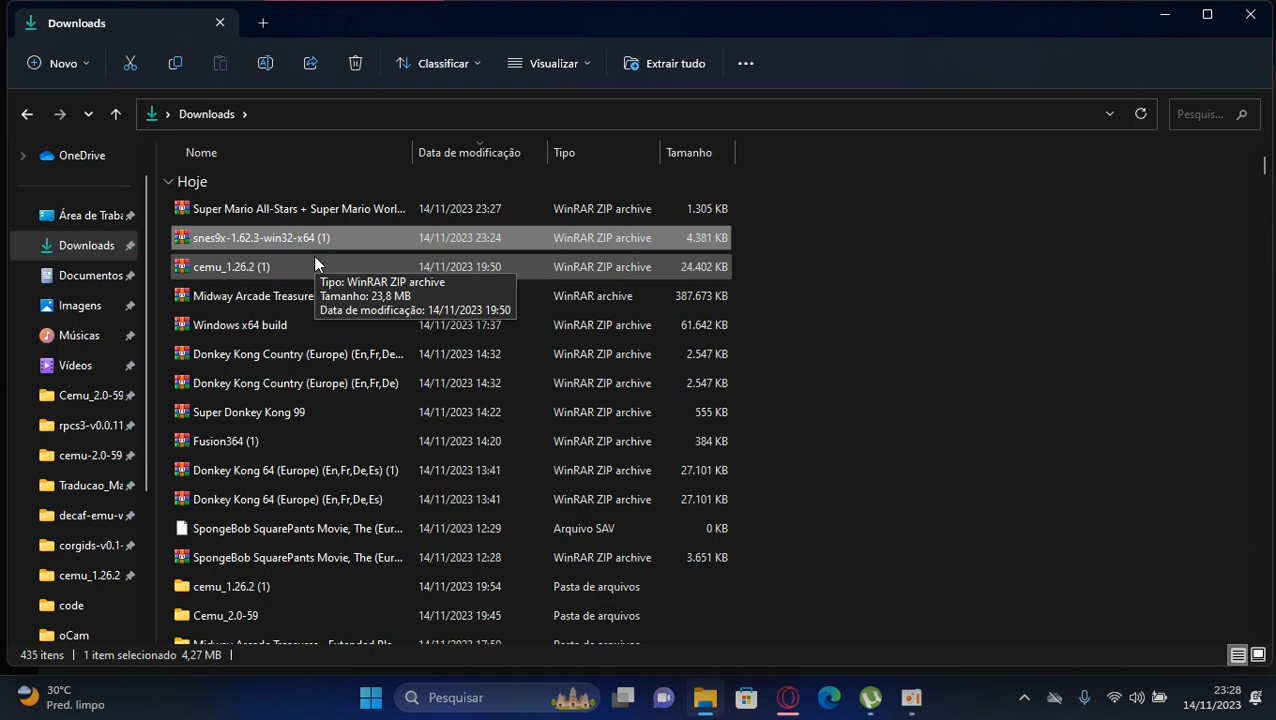 Downloads
Novo
Classificar
Visualizar
Extrair tudo
Downloads
Pesquis...
OneDrive
Área de Traba
Downloads
Documentos
Imagens
Músicas
Vídeos
Cemu_2.0-59
rpcs3-v0.0.11
cemu-2.0-59
Traducao_Ma
decaf-emu-v
corgids-v0.1-
cemu_1.26.2
code
oCam
Nome Data de modificação Tipo Tamanho
Hoje
Super Mario All-Stars + Super Mario Worl... 14/11/2023 23:27 WinRAR ZIP archive 1.305 KB
snes9x-1.62.3-win32-x64 (1) 14/11/2023 23:24 WinRAR ZIP archive 4.381 KB
cemu_1.26.2 (1) 14/11/2023 19:50 WinRAR ZIP archive 24.402 KB
Tipo: WinRAR ZIP archive
Tamanho: 23,8 MB
Data de modificação: 14/11/2023 19:50
Midway Arcade Treasure WinRAR archive 387.673 KB
Windows x64 build 14/11/2023 17:37 WinRAR ZIP archive 61.642 KB
Donkey Kong Country (Europe) (En,Fr,De... 14/11/2023 14:32 WinRAR ZIP archive 2.547 KB
Donkey Kong Country (Europe) (En,Fr,De) 14/11/2023 14:32 WinRAR ZIP archive 2.547 KB
Super Donkey Kong 99 14/11/2023 14:22 WinRAR ZIP archive 555 KB
Fusion364 (1) 14/11/2023 14:20 WinRAR ZIP archive 384 KB
Donkey Kong 64 (Europe) (En,Fr,De,Es) (1) 14/11/2023 13:41 WinRAR ZIP archive 27.101 KB
Donkey Kong 64 (Europe) (En,Fr,De,Es) 14/11/2023 13:41 WinRAR ZIP archive 27.101 KB
SpongeBob SquarePants Movie, The (Eur... 14/11/2023 12:29 Arquivo SAV 0 KB
SpongeBob SquarePants Movie, The (Eur... 14/11/2023 12:28 WinRAR ZIP archive 3.651 KB
cemu_1.26.2 (1) 14/11/2023 19:54 Pasta de arquivos
Cemu_2.0-59 14/11/2023 19:45 Pasta de arquivos
435 itens 1 item selecionado 4,27 MB
30°C
Pred. limpo
Pesquisar
23:28
14/11/2023